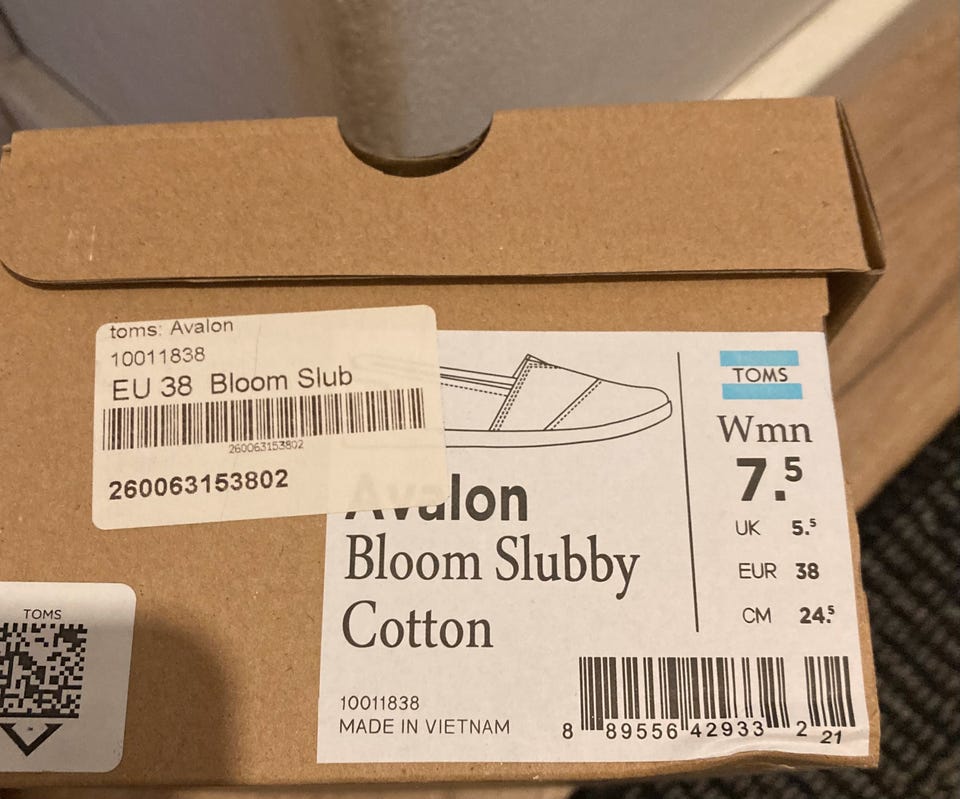 toms: Avalon
10011838
EU 38 Bloom Slub
260063153802
260063153802
TOMS
Avalon
Bloom Slubby
Cotton
10011838
MADE IN VIETNAM
TOMS
Wmn
7.5
UK 5.5
EUR 38
CM 24.5
8 89556 42933 2 21